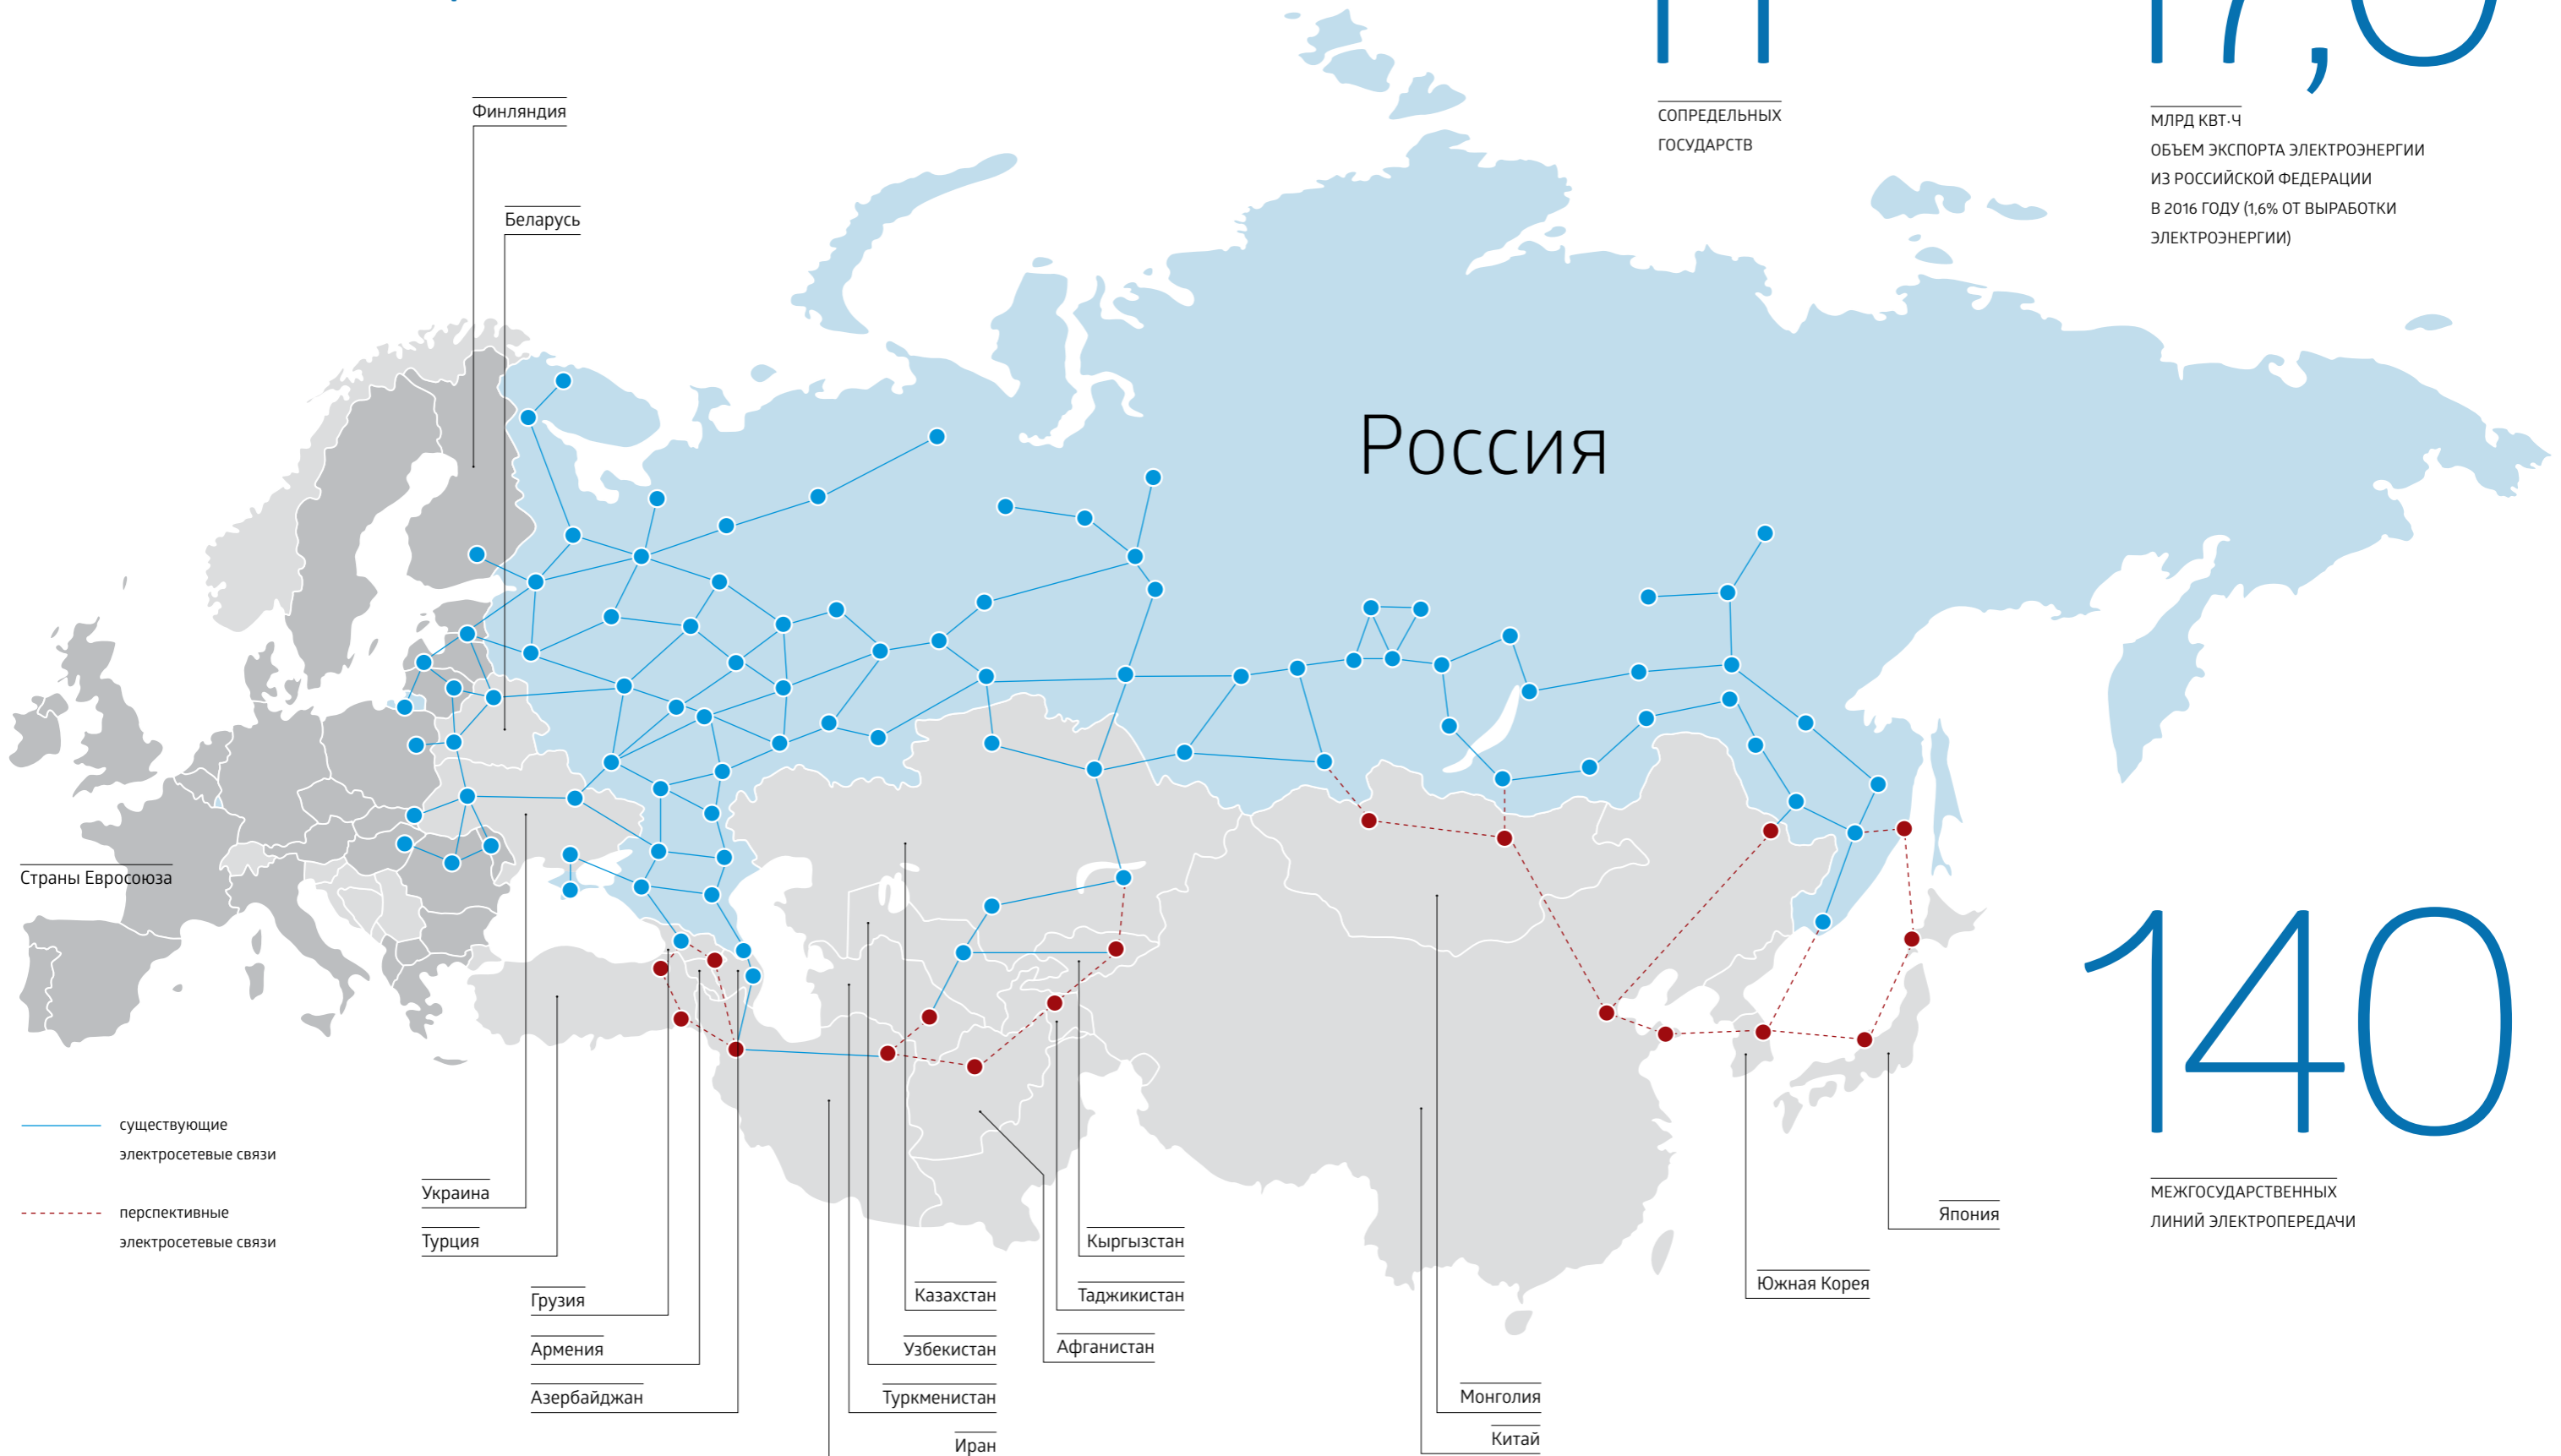 СОПРЕДЕЛЬНЫХ
ГОСУДАРСТВ
МЛРД КВТ·Ч
ОБЪЕМ ЭКСПОРТА ЭЛЕКТРОЭНЕРГИИ
ИЗ РОССИЙСКОЙ ФЕДЕРАЦИИ
В 2016 ГОДУ (1,6% ОТ ВЫРАБОТКИ
ЭЛЕКТРОЭНЕРГИИ)
Финляндия
Беларусь
Россия
Страны Евросоюза
140
МЕЖГОСУДАРСТВЕННЫХ
ЛИНИЙ ЭЛЕКТРОПЕРЕДАЧИ
существующие
электросетевые связи
перспективные
электросетевые связи
Украина
Турция
Грузия
Армения
Азербайджан
Казахстан
Узбекистан
Туркменистан
Иран
Кыргызстан
Таджикистан
Афганистан
Монголия
Китай
Южная Корея
Япония